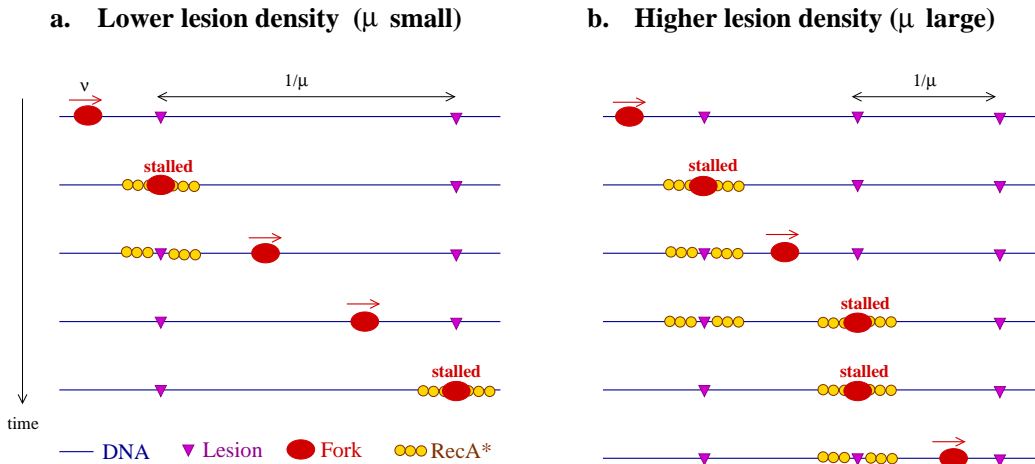 a. Lower lesion density (μ small)
b. Higher lesion density (μ large)
ν
1/μ
1/μ
stalled
stalled
stalled
stalled
stalled
time
DNA
Lesion
Fork
RecA*